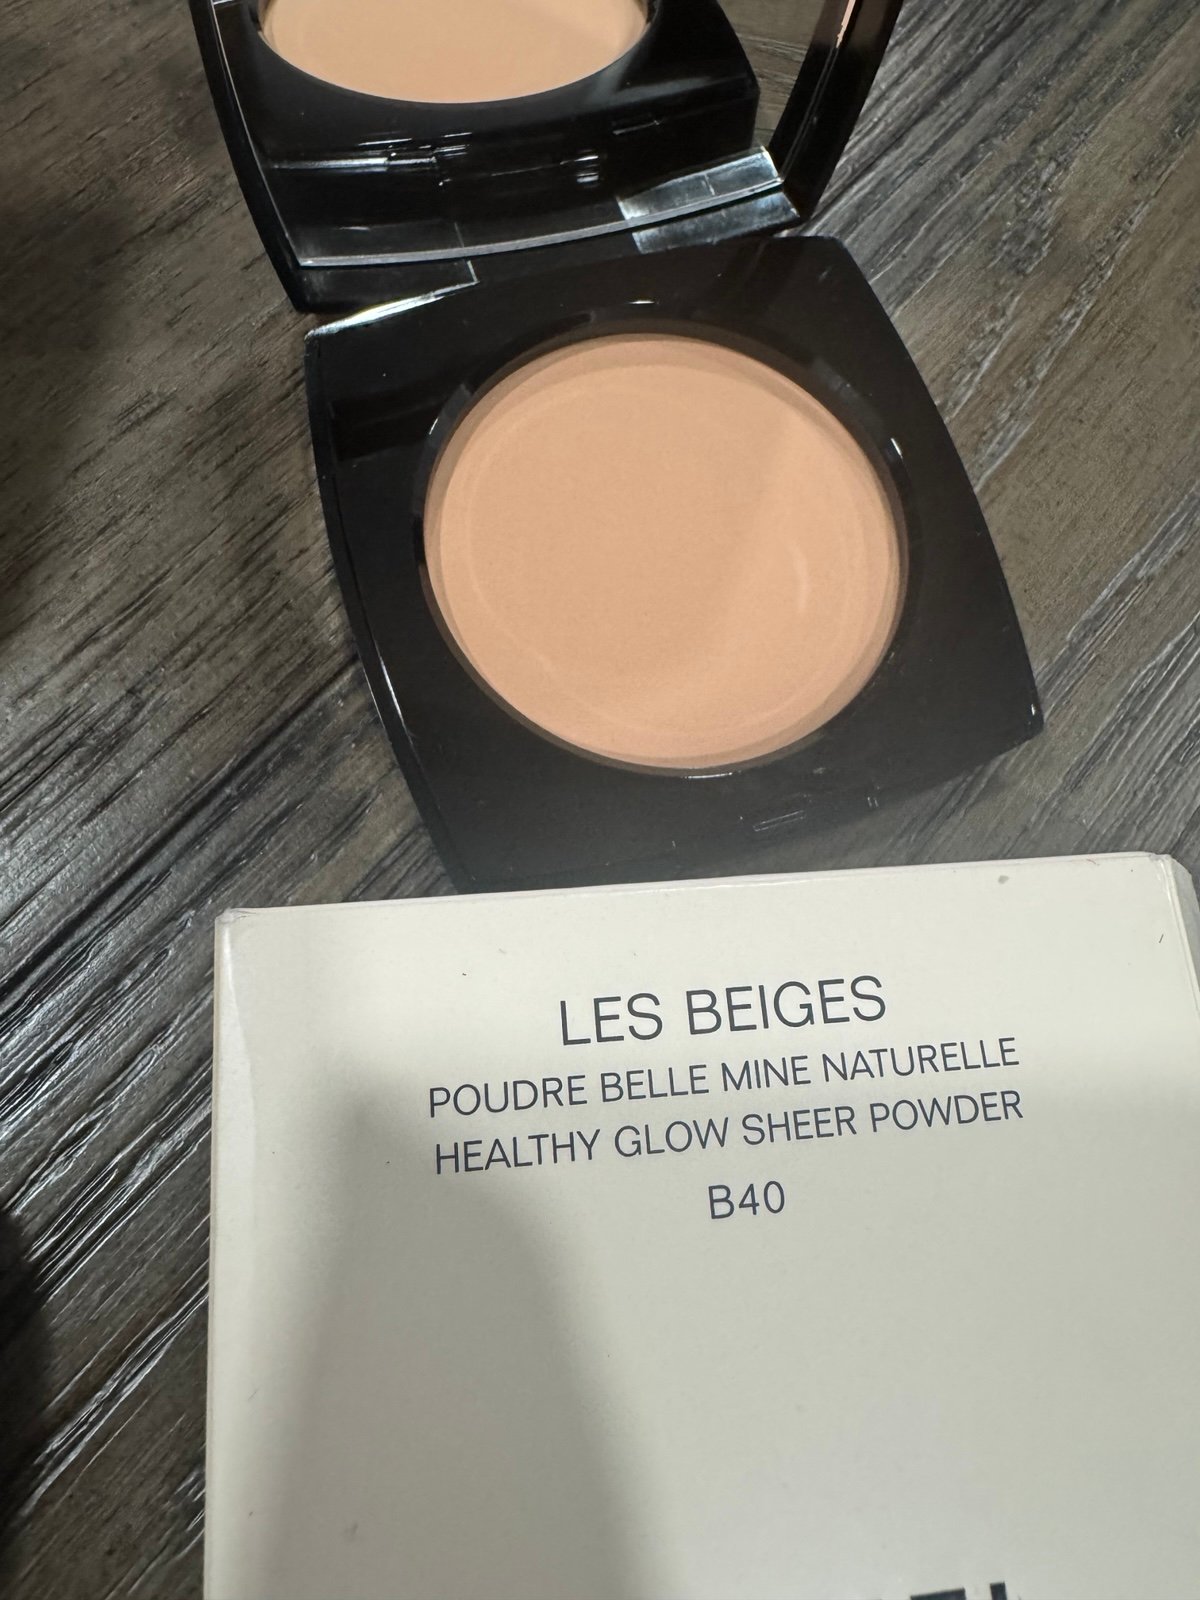 LES BEIGES
POUDRE BELLE MINE NATURELLE
HEALTHY GLOW SHEER POWDER
B40